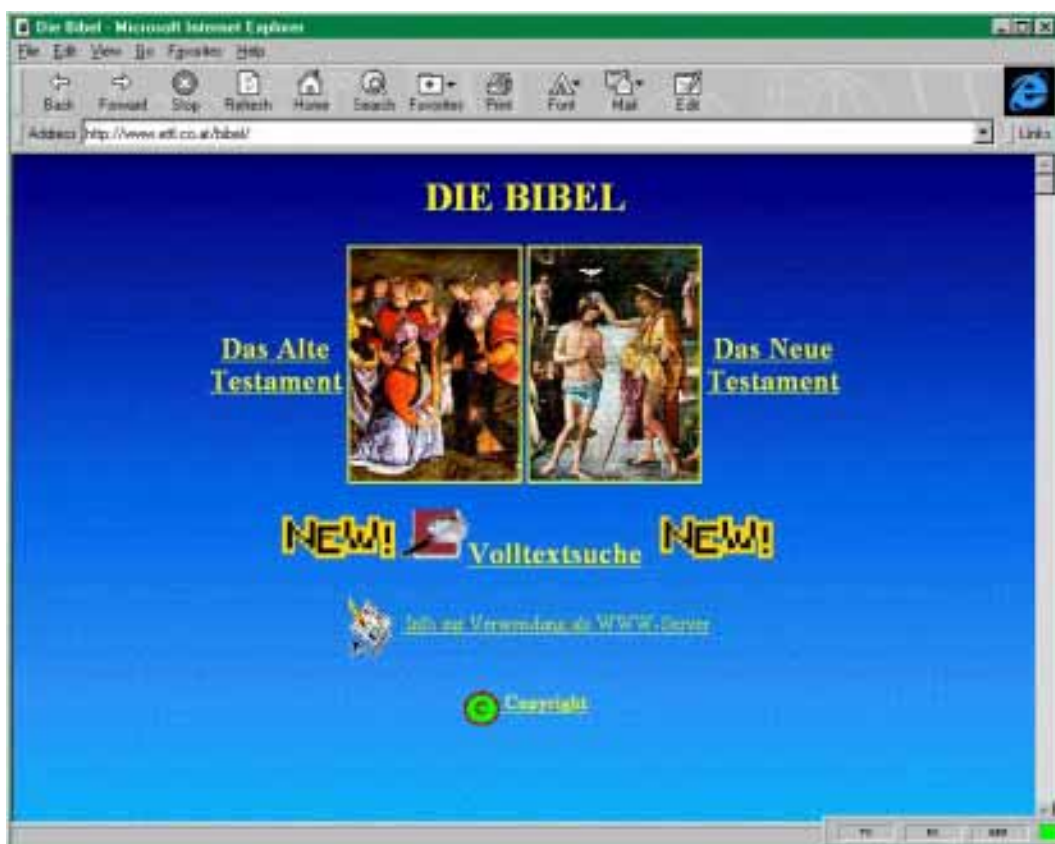 Die Bibel - Microsoft Internet Explorer
File Edit View Go Favorites Help
Back Forward Stop Refresh Home Search Favorites Print Font Mail Edit
Address http://www.ettl.co.at/bibel/ Links
DIE BIBEL
Das Alte
Testament
Das Neue
Testament
NEW! Volltextsuche NEW!
Info zur Verwendung als WWW-Server
© Copyright